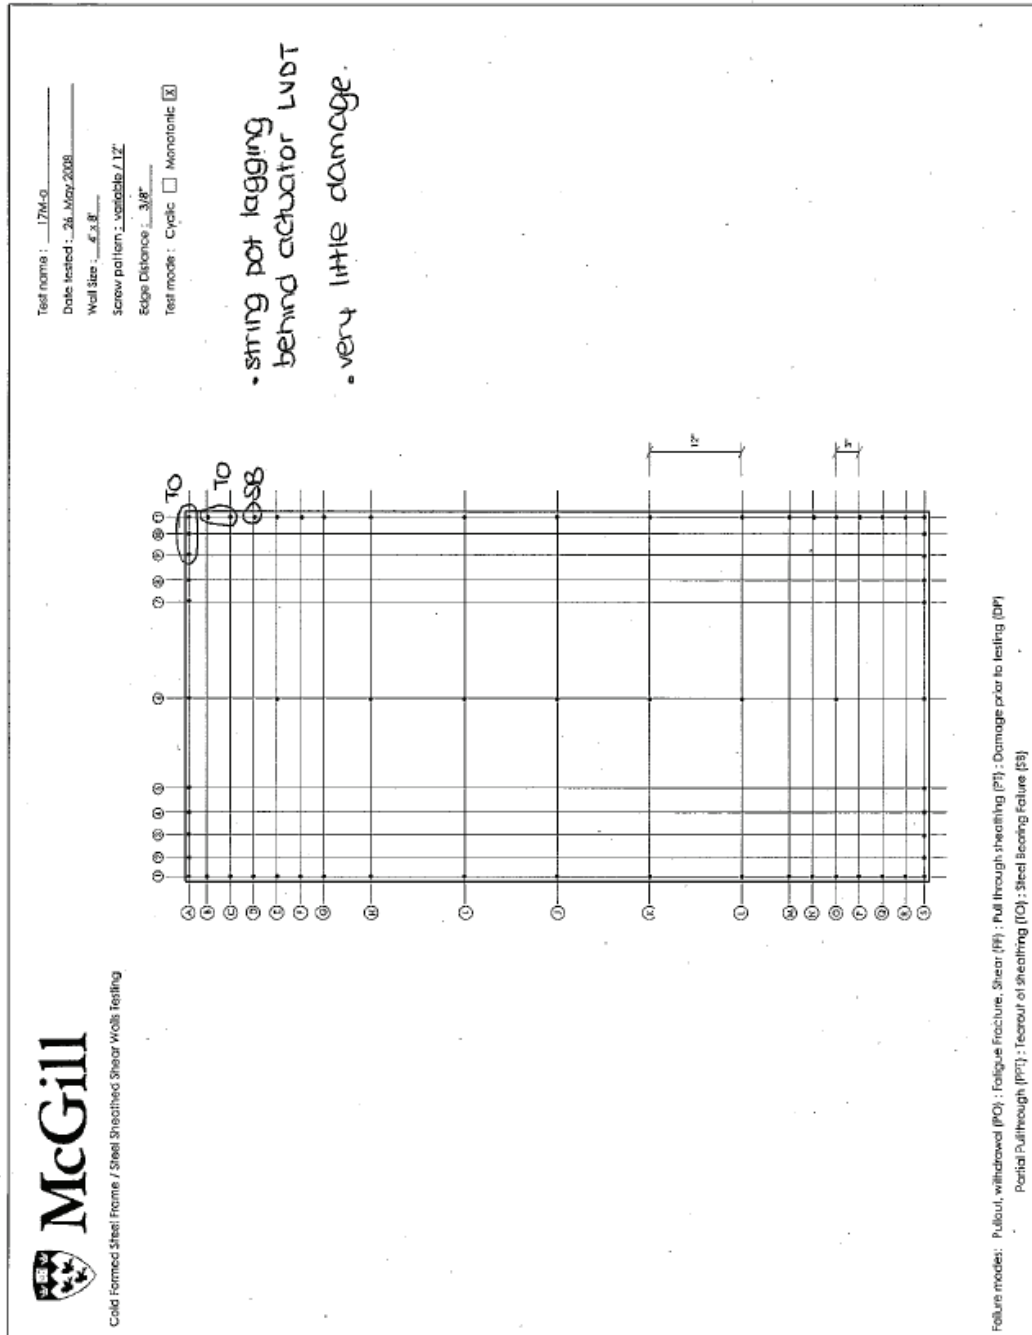 McGill
Cold Formed Steel Frame / Steel Sheathed Shear Walls Testing
Test name : 17M-a
Date tested : 26 May 2008
Wall Size : 4' x 8'
Screw pattern : variable / 12"
Edge Distance : 3/8"
Test mode : Cyclic Monotonic X
• string pot lagging
behind actuator LVDT
• very little damage.
TO
TO
SB
A
B
C
D
E
F
G
H
I
J
K
L
M
N
O
P
Q
R
S
12"
3"
Failure modes: Pullout, withdrawal (PO) ; Fatigue Fracture, Shear (FF) ; Pull through sheathing (PT) ; Damage prior to testing (DP)
Partial Pullthrough (PPT) ; Tearout of sheathing (TO) ; Steel Bearing Failure (SB)